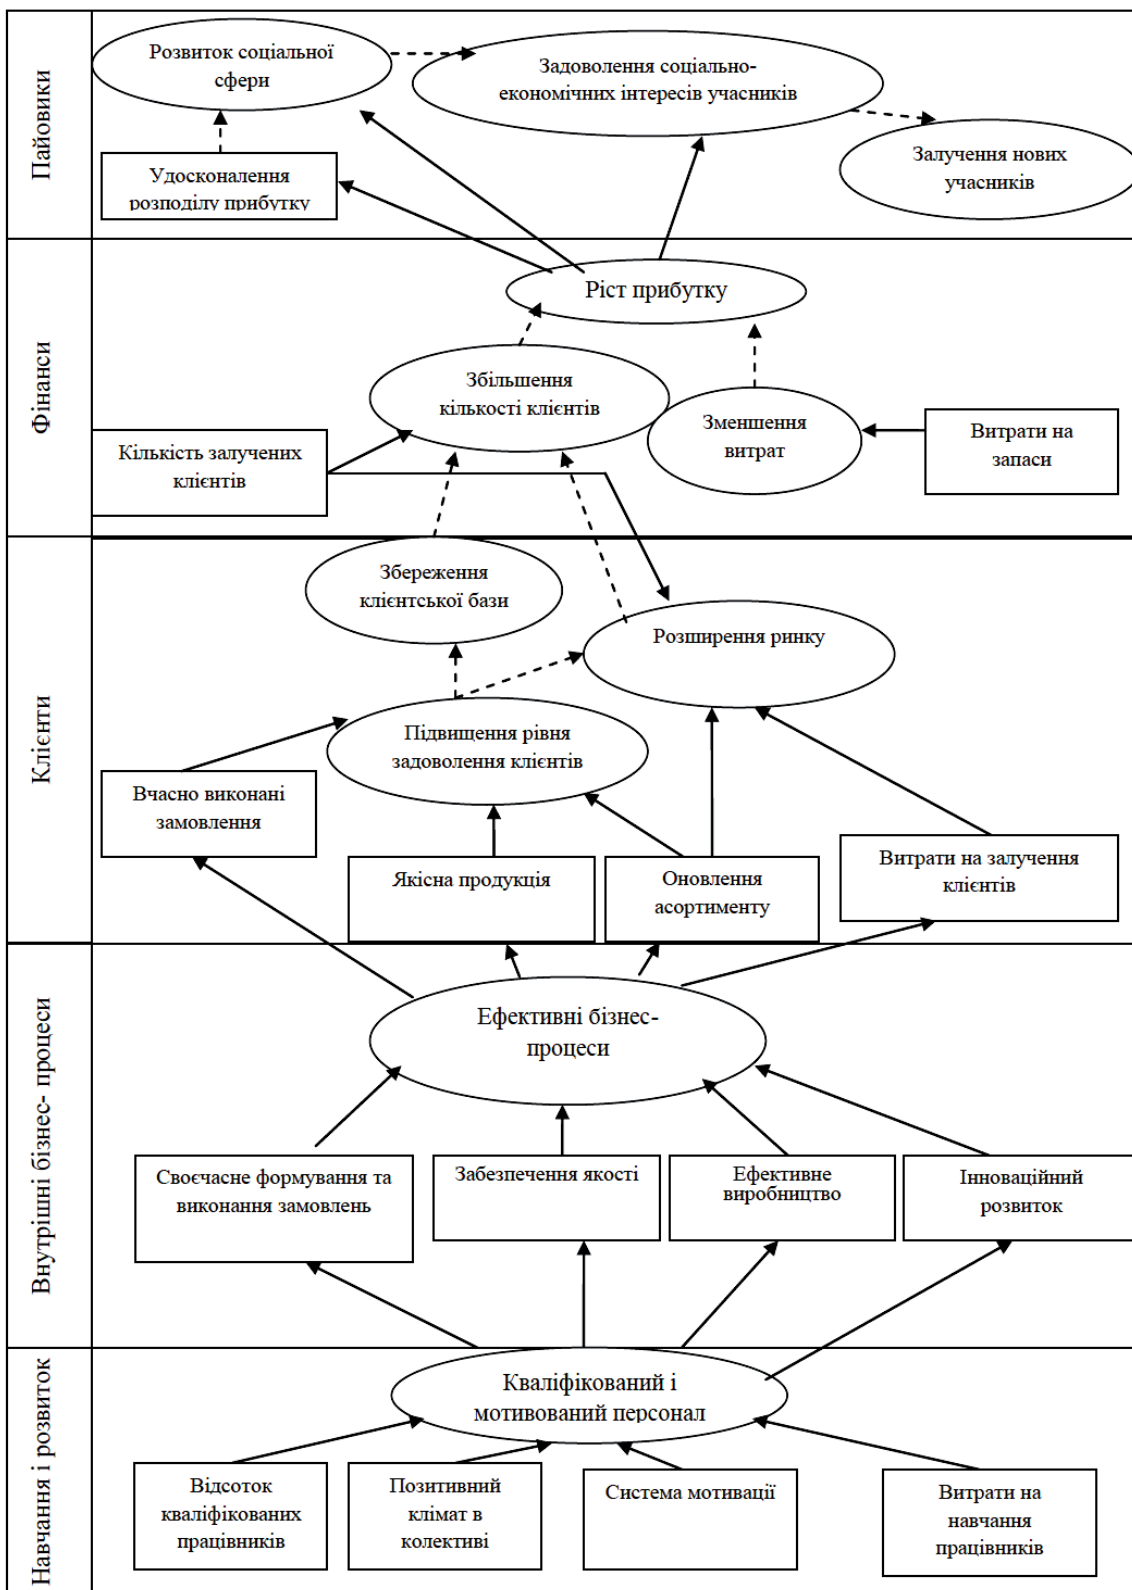 Пайовики
Розвиток соціальної
сфери
Задоволення соціально-
економічних інтересів учасників
Залучення нових
учасників
Удосконалення
розподілу прибутку
Фінанси
Ріст прибутку
Збільшення
кількості клієнтів
Зменшення
витрат
Витрати на
запаси
Кількість залучених
клієнтів
Клієнти
Збереження
клієнтської бази
Розширення ринку
Підвищення рівня
задоволення клієнтів
Вчасно виконані
замовлення
Якісна продукція
Оновлення
асортименту
Витрати на залучення
клієнтів
Внутрішні бізнес- процеси
Ефективні бізнес-
процеси
Своєчасне формування та
виконання замовлень
Забезпечення якості
Ефективне
виробництво
Інноваційний
розвиток
Навчання і розвиток
Кваліфікований і
мотивований персонал
Відсоток
кваліфікованих
працівників
Позитивний
клімат в
колективі
Система мотивації
Витрати на
навчання
працівників